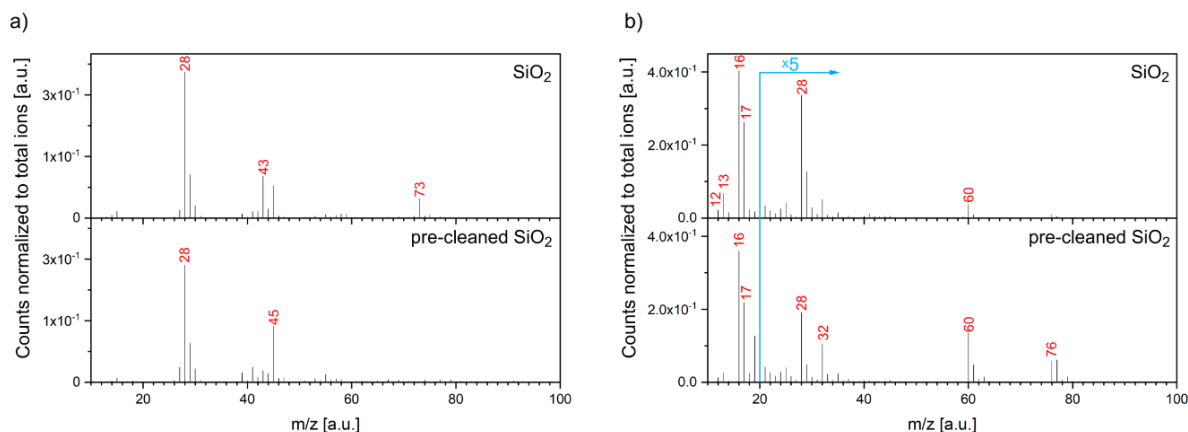 a)
Counts normalized to total ions [a.u.]
3x10⁻¹
1x10⁻¹
0
SiO₂
28
43
73
3x10⁻¹
1x10⁻¹
0
pre-cleaned SiO₂
28
45
20 40 60 80 100
m/z [a.u.]
b)
Counts normalized to total ions [a.u.]
4.0x10⁻¹
2.0x10⁻¹
0.0
SiO₂
×5
12
13
16
17
28
60
4.0x10⁻¹
2.0x10⁻¹
0.0
pre-cleaned SiO₂
16
17
28
32
60
76
20 40 60 80 100
m/z [a.u.]